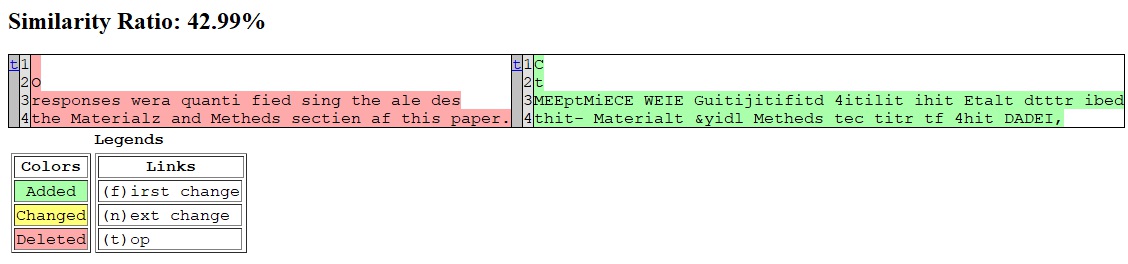 Similarity Ratio: 42.99%
t 1 t 1 C
2 o 2 t
3 responses wera quanti fied sing the ale des 3 MEEptMiECE WEIE Guitijitifitd 4itilit ihit Etalt dtttr ibed
4 the Materialz and Metheds sectien af this paper. 4 thit- Materialt &yidl Metheds tec titr tf 4hit DADEI,
Legends
Colors Links
Added (f)irst change
Changed (n)ext change
Deleted (t)op